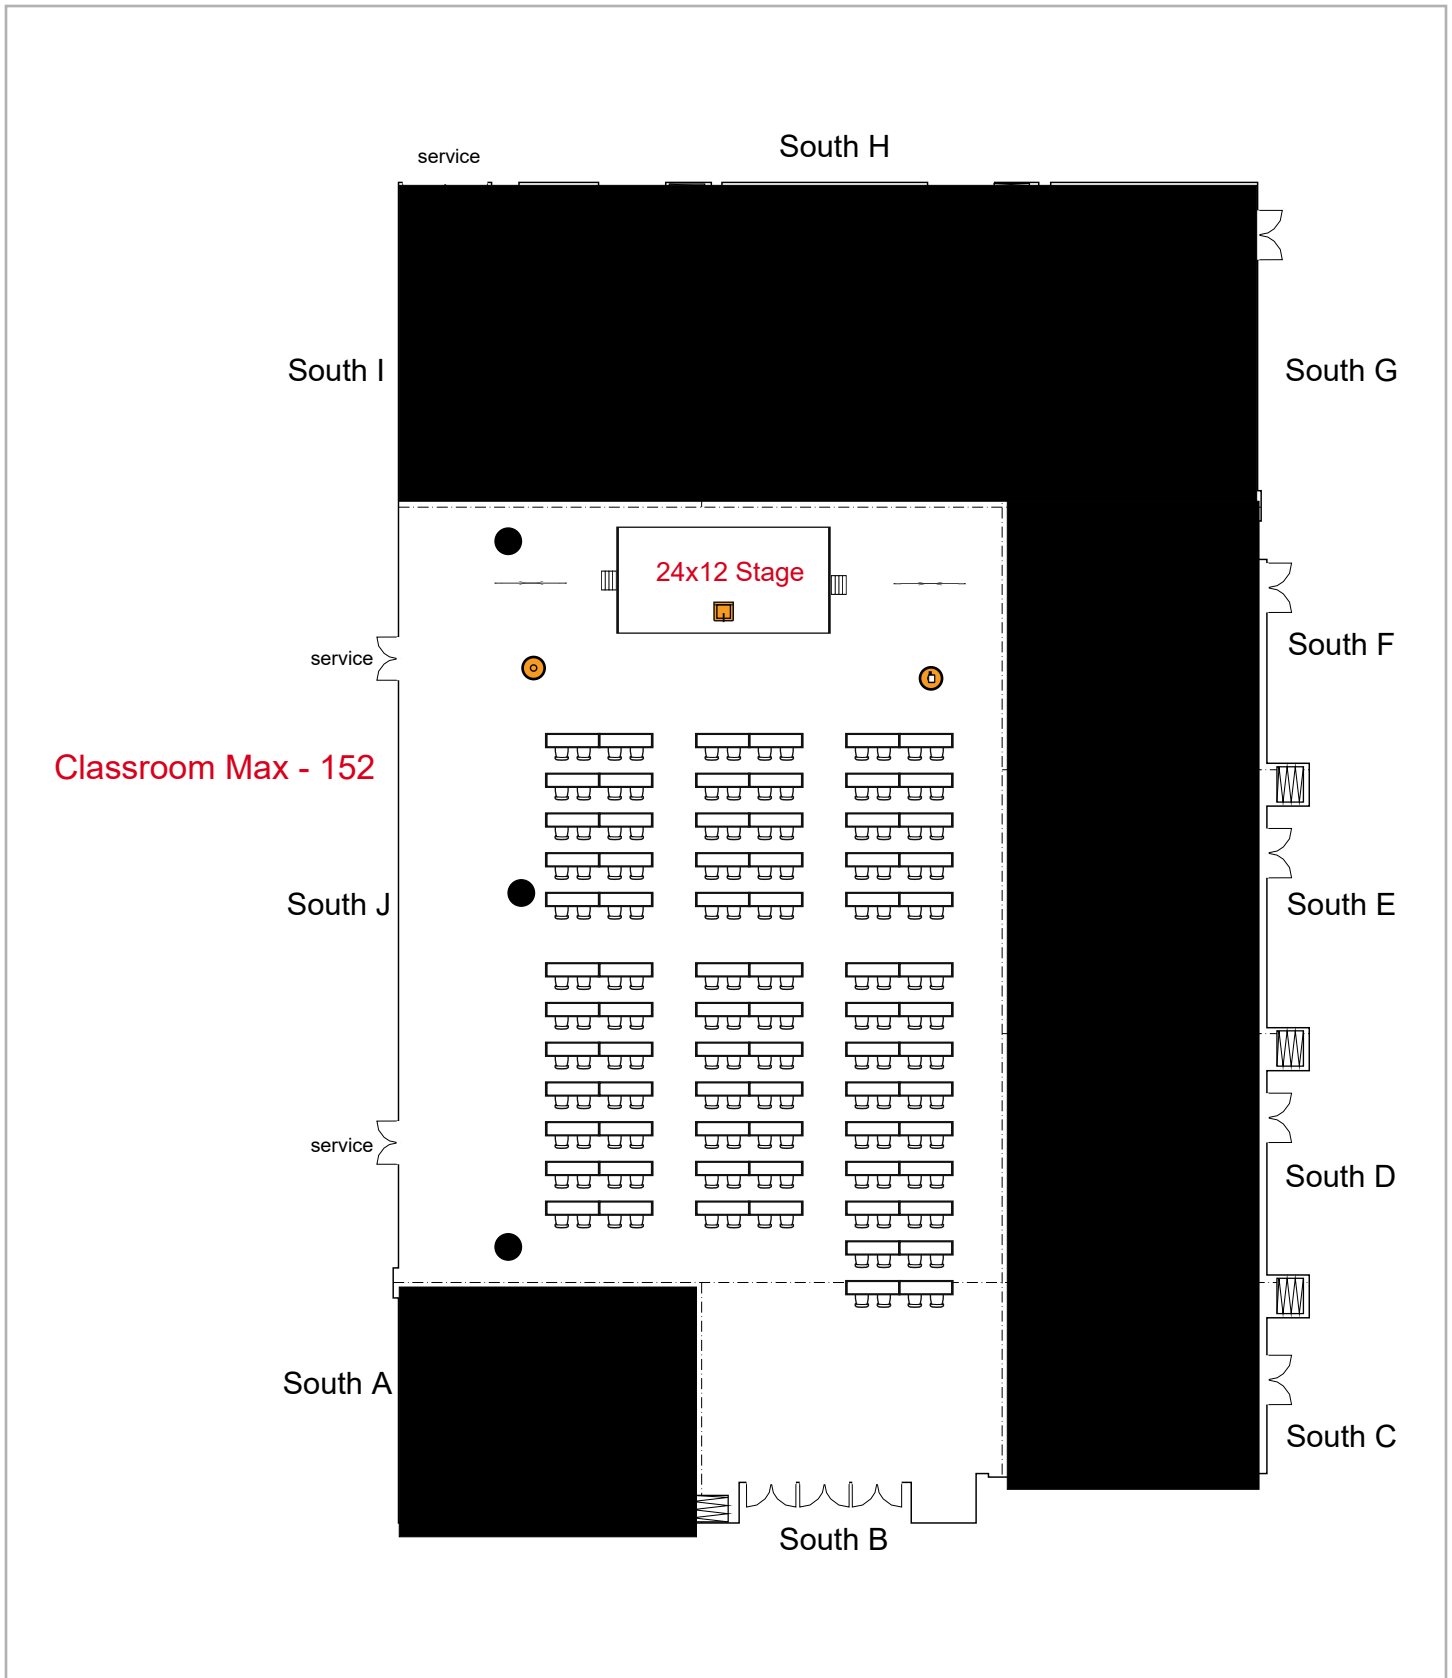 South H
service
South I
South G
24x12 Stage
South F
service
Classroom Max - 152
South J
South E
service
South D
South A
South C
South B